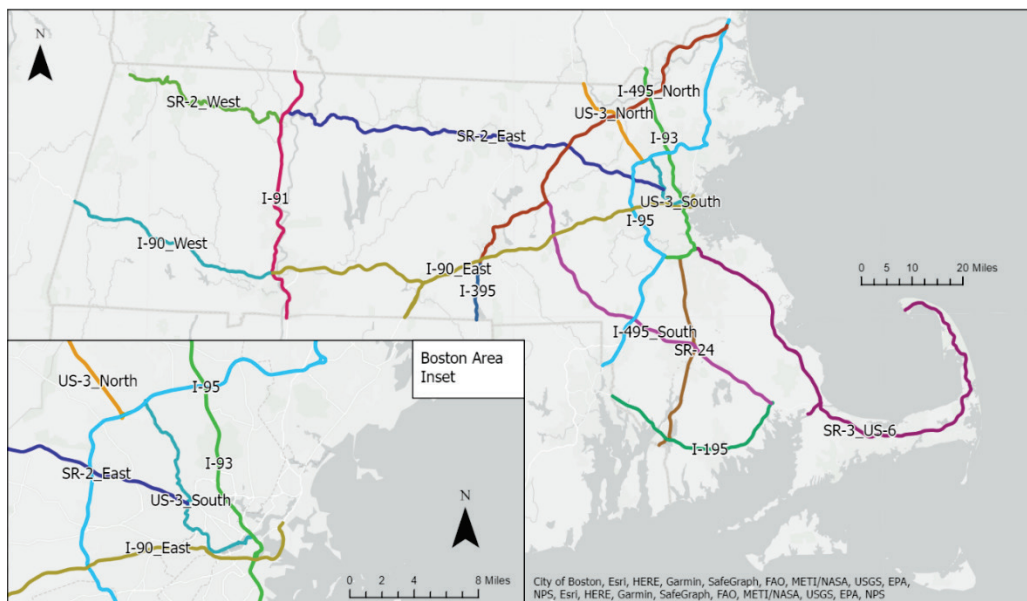 N
SR-2_West
I-495_North
US-3_North
SR-2_East
I-93
I-91
US-3_South
I-95
I-90_West
I-90_East
I-395
0 10 20 Miles
I-495_South
SR-24
SR-3_US-6
I-195
Boston Area
Inset
US-3_North
I-95
I-93
SR-2_East
US-3_South
N
I-90_East
0 4 8 Miles
City of Boston, Esri, HERE, Garmin, SafeGraph, FAO, METI/NASA, USGS, EPA,
NPS, Esri, HERE, Garmin, SafeGraph, FAO, METI/NASA, USGS, EPA, NPS